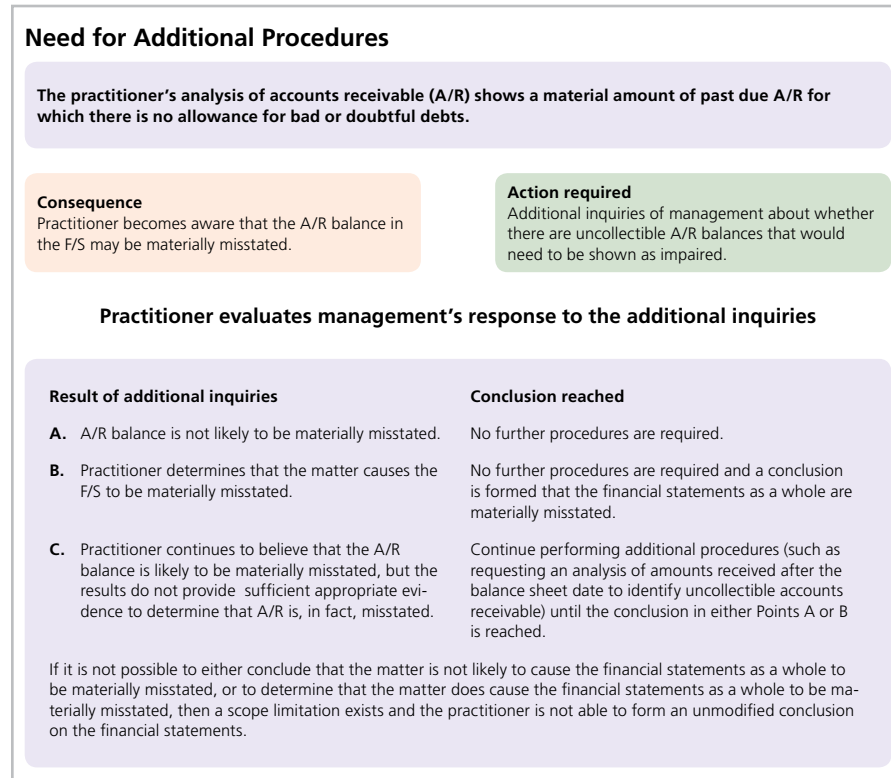 Need for Additional Procedures
The practitioner's analysis of accounts receivable (A/R) shows a material amount of past due A/R for
which there is no allowance for bad or doubtful debts.
Consequence
Practitioner becomes aware that the A/R balance in
the F/S may be materially misstated.
Action required
Additional inquiries of management about whether
there are uncollectible A/R balances that would
need to be shown as impaired.
Practitioner evaluates management's response to the additional inquiries
Result of additional inquiries
Conclusion reached
A. A/R balance is not likely to be materially misstated.
No further procedures are required.
B. Practitioner determines that the matter causes the
F/S to be materially misstated.
No further procedures are required and a conclusion
is formed that the financial statements as a whole are
materially misstated.
C. Practitioner continues to believe that the A/R
balance is likely to be materially misstated, but the
results do not provide sufficient appropriate evi-
dence to determine that A/R is, in fact, misstated.
Continue performing additional procedures (such as
requesting an analysis of amounts received after the
balance sheet date to identify uncollectible accounts
receivable) until the conclusion in either Points A or B
is reached.
If it is not possible to either conclude that the matter is not likely to cause the financial statements as a whole to
be materially misstated, or to determine that the matter does cause the financial statements as a whole to be ma-
terially misstated, then a scope limitation exists and the practitioner is not able to form an unmodified conclusion
on the financial statements.